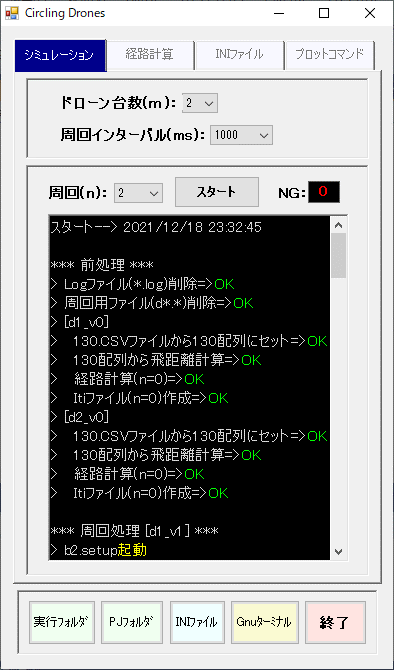 Circling Drones
シミュレーション 経路計算 INIファイル プロットコマンド
ドローン台数(m): 2
周回インターバル(ms): 1000
周回(n): 2 スタート NG: 0
スタート--> 2021/12/18 23:32:45
*** 前処理 ***
> Logファイル(*.log)削除=>OK
> 周回用ファイル(d*.*)削除=>OK
> [d1_v0]
> 130.CSVファイルから130配列にセット=>OK
> 130配列から飛距離計算=>OK
> 経路計算(n=0)=>OK
> Itiファイル(n=0)作成=>OK
> [d2_v0]
> 130.CSVファイルから130配列にセット=>OK
> 130配列から飛距離計算=>OK
> 経路計算(n=0)=>OK
> Itiファイル(n=0)作成=>OK
*** 周回処理 [d1_v1] ***
> b2.setup起動
実行フォルダ PJフォルダ INIファイル Gnuターミナル 終了